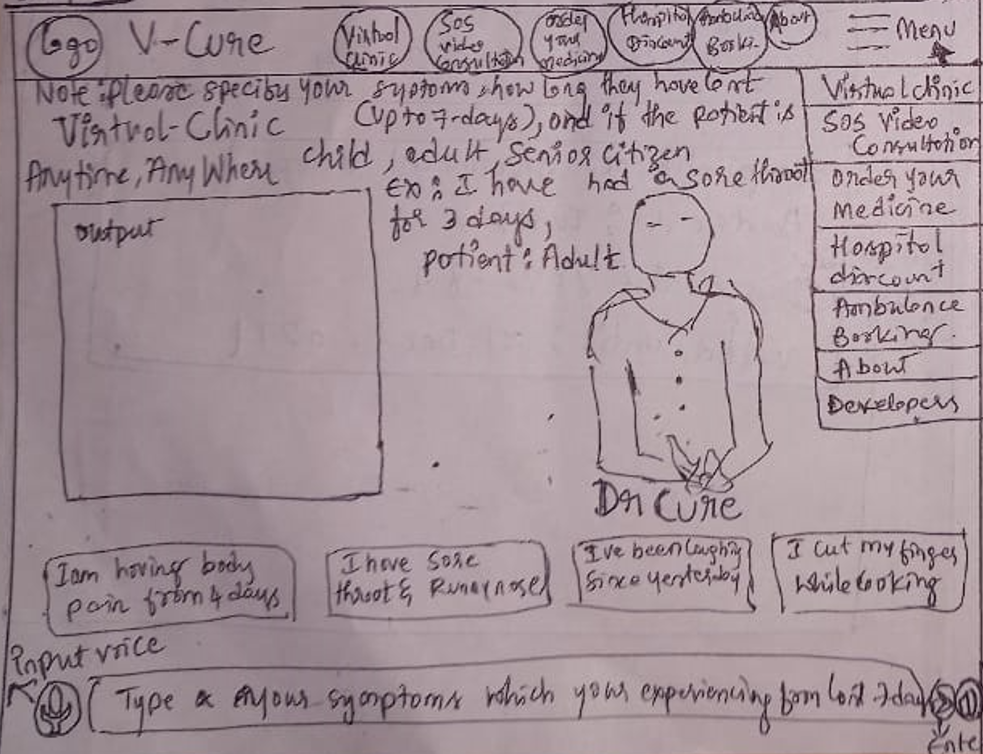 Logo V-Cure
Virtual
Clinic
SOS
Video
Consultation
Order
your
Medicine
Hospital
Discount
Booki.
About
Menu
Note: please specify your symptoms, how long they have last
(up to 7-days), and if the patient is
child, adult, Senior citizen
Ex: I have had a sore throat
for 3 days,
patient: Adult
Virtual-Clinic
Anytime, Any Where
output
Dr Cure
Virtual clinic
SOS Video
Consultation
Order your
Medicine
Hospital
discount
Ambulance
Booking.
About
Developers
I am having body
pain from 4 days
I have Sore
throat & Runny nose
I've been
Since yesterday
I cut my finger
while cooking
Input voice
Type your symptoms which your experiencing from last 7 days
Ente